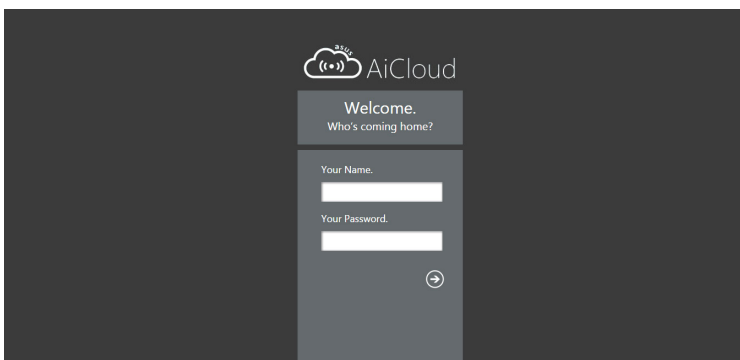 asus
AiCloud
Welcome.
Who's coming home?
Your Name.
Your Password.